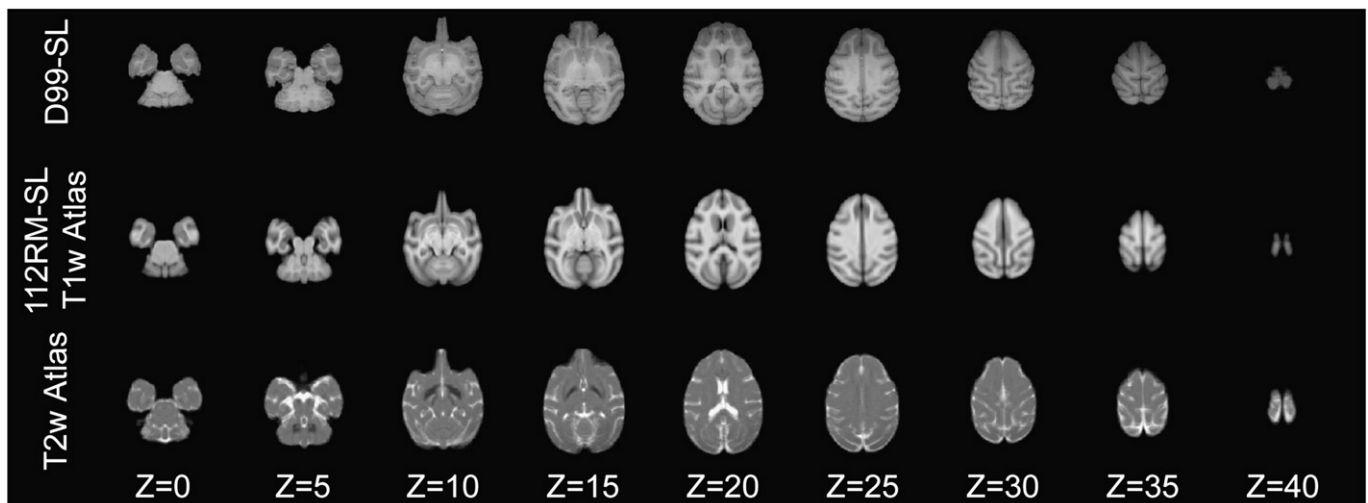 D99-SL
112RM-SL
T1w Atlas
T2w Atlas
Z=0 Z=5 Z=10 Z=15 Z=20 Z=25 Z=30 Z=35 Z=40